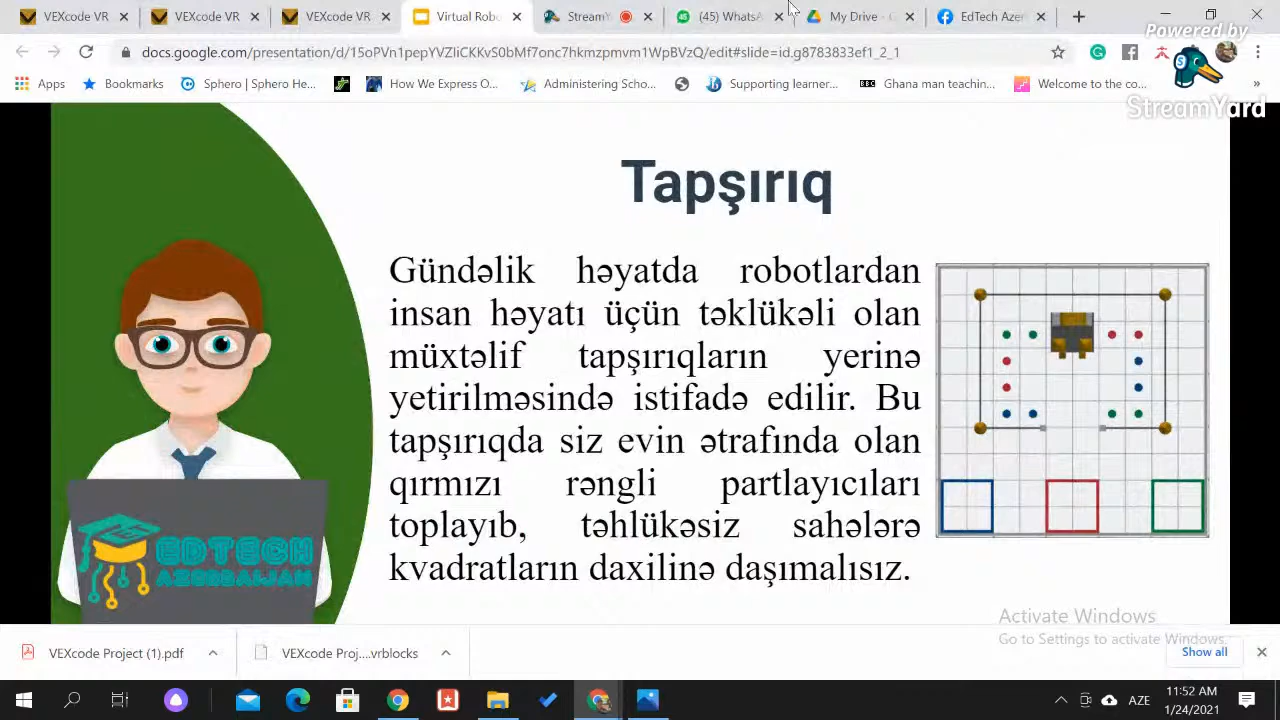 VEXcode VR
VEXcode VR
VEXcode VR
Virtual Robo
StreamY
(45) WhatsA
My Drive - G
EdTech Azer
Powered by
docs.google.com/presentation/d/15oPVn1pepYVZIiCKKvS0bMf7onc7hkmzpmvm1WpBVzQ/edit#slide=id.g8783833ef1_2_1
StreamYard
Apps
Bookmarks
Sphero | Sphero He...
How We Express O...
Administering Scho...
Supporting learner...
BBC
Ghana man teachin...
Welcome to the co...
»
Tapşırıq
Gündəlik həyatda robotlardan
insan həyatı üçün təklükəli olan
müxtəlif tapşırıqların yerinə
yetirilməsində istifadə edilir. Bu
tapşırıqda siz evin ətrafında olan
qırmızı rəngli partlayıcıları
toplayıb, təhlükəsiz sahələrə
kvadratların daxilinə daşımalısız.
EDTECH
AZERBAIJAN
Activate Windows
Go to Settings to activate Windows.
VEXcode Project (1).pdf
VEXcode Proj....vrblocks
Show all
AZE
11:52 AM
1/24/2021